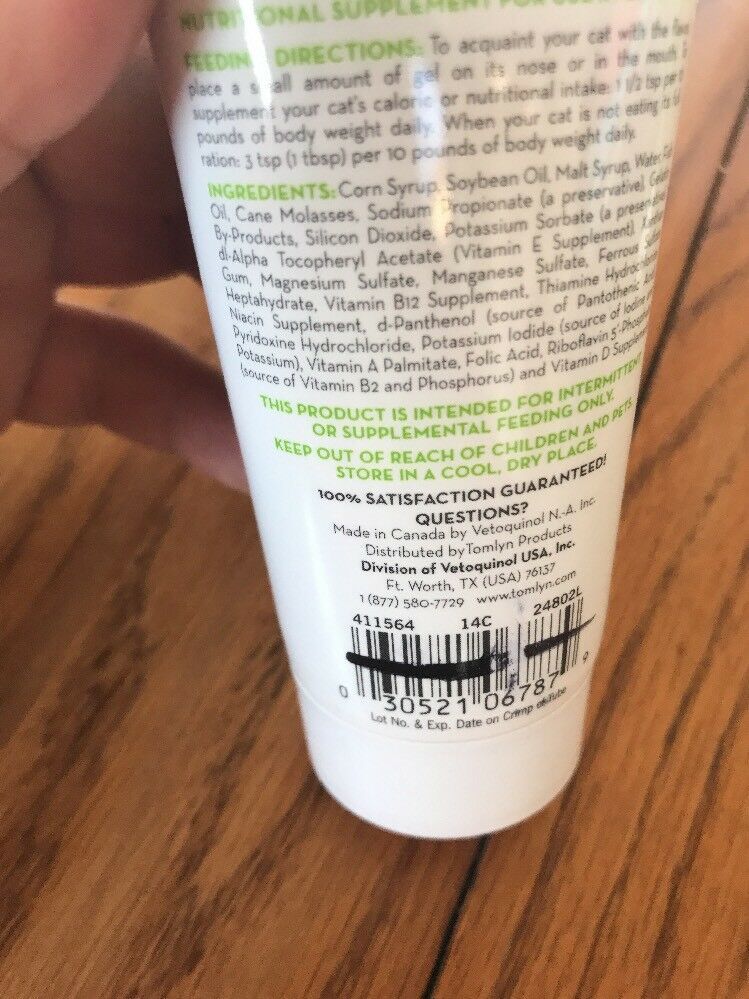 NUTRITIONAL SUPPLEMENT FOR
FEEDING DIRECTIONS: To acquaint your cat with the
place a small amount of gel on its nose or in the mouth
supplement your cat's caloric or nutritional intake: 1 1/2 tsp per
pounds of body weight daily. When your cat is not eating its
ration: 3 tsp (1 tbsp) per 10 pounds of body weight daily.
INGREDIENTS: Corn Syrup, Soybean Oil, Malt Syrup, Water,
Oil, Cane Molasses, Sodium Propionate (a preservative),
By-Products, Silicon Dioxide, Potassium Sorbate (a
dl-Alpha Tocopheryl Acetate (Vitamin E Supplement),
Gum, Magnesium Sulfate, Manganese Sulfate, Ferrous
Heptahydrate, Vitamin B12 Supplement, Thiamine
Niacin Supplement, d-Panthenol (source of Pantothenic
Pyridoxine Hydrochloride, Potassium Iodide (source of Iodine
Potassium), Vitamin A Palmitate, Folic Acid, Riboflavin
(source of Vitamin B2 and Phosphorus) and Vitamin D
THIS PRODUCT IS INTENDED FOR INTERMITTENT
OR SUPPLEMENTAL FEEDING ONLY.
KEEP OUT OF REACH OF CHILDREN AND PETS.
STORE IN A COOL, DRY PLACE.
100% SATISFACTION GUARANTEED!
QUESTIONS?
Made in Canada by Vetoquinol N.-A. Inc.
Distributed by Tomlyn Products
Division of Vetoquinol USA, Inc.
Ft. Worth, TX (USA) 76137
1 (877) 580-7729 www.tomlyn.com
411564 14C 24802L
0 30521 06787 9
Lot No. & Exp. Date on Crimp of Tube